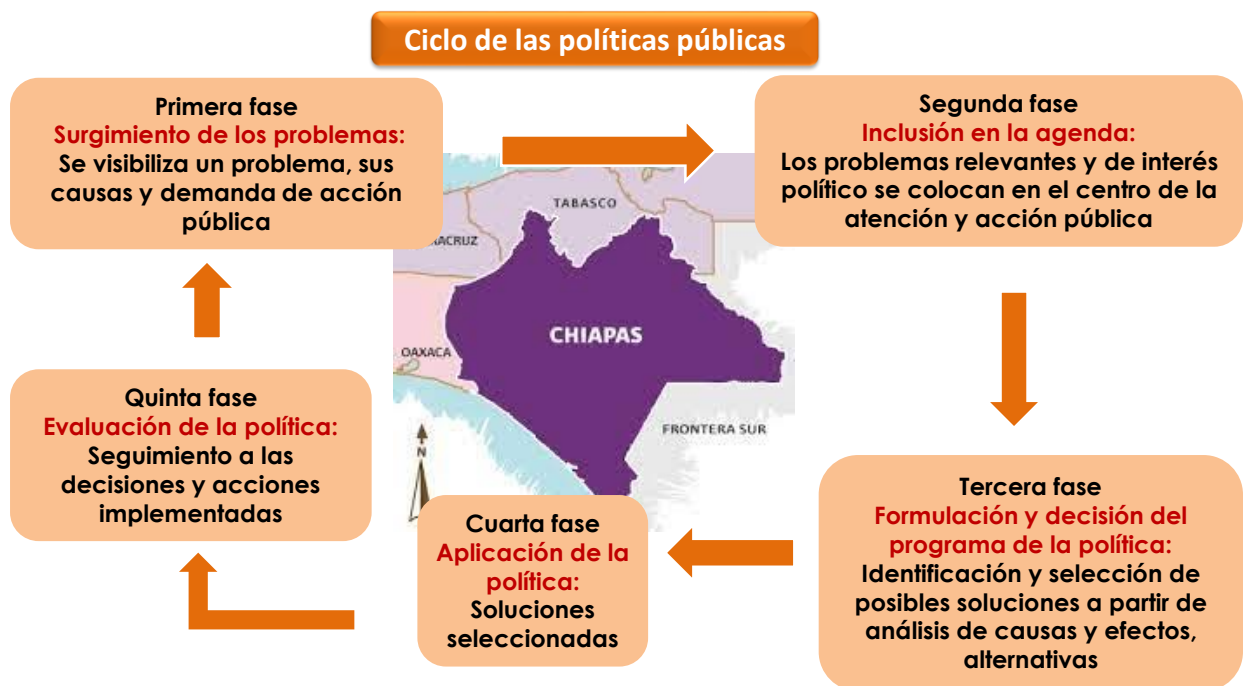 Ciclo de las políticas públicas
Primera fase
Surgimiento de los problemas:
Se visibiliza un problema, sus
causas y demanda de acción
pública
Segunda fase
Inclusión en la agenda:
Los problemas relevantes y de interés
político se colocan en el centro de la
atención y acción pública
TABASCO
RACRUZ
CHIAPAS
OAXACA
FRONTERA SUR
N
Quinta fase
Evaluación de la política:
Seguimiento a las
decisiones y acciones
implementadas
Cuarta fase
Aplicación de la
política:
Soluciones
seleccionadas
Tercera fase
Formulación y decisión del
programa de la política:
Identificación y selección de
posibles soluciones a partir de
análisis de causas y efectos,
alternativas